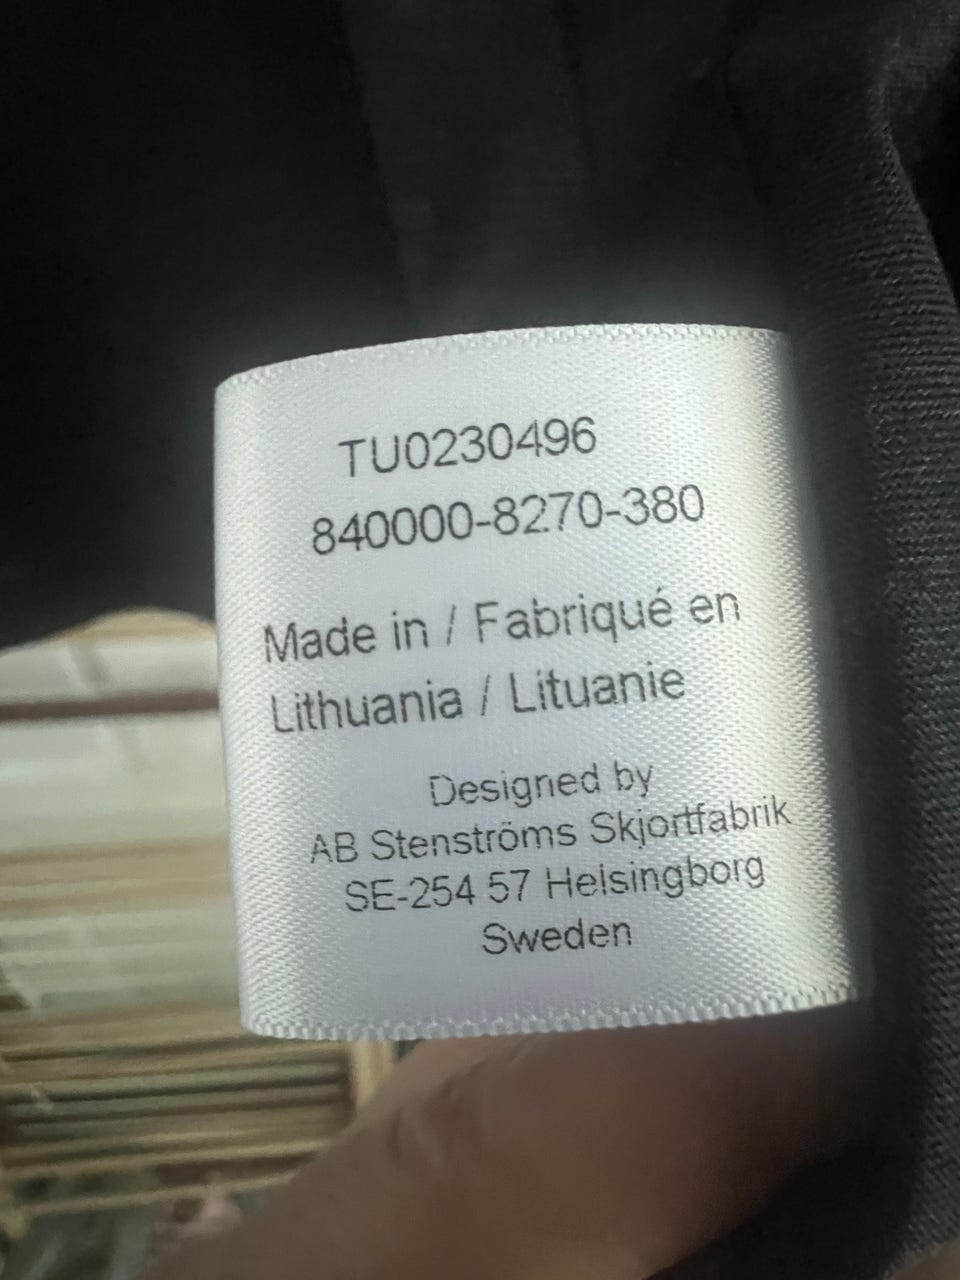 TU0230496
840000-8270-380
Made in / Fabriqué en
Lithuania / Lituanie
Designed by
AB Stenströms Skjortfabrik
SE-254 57 Helsingborg
Sweden